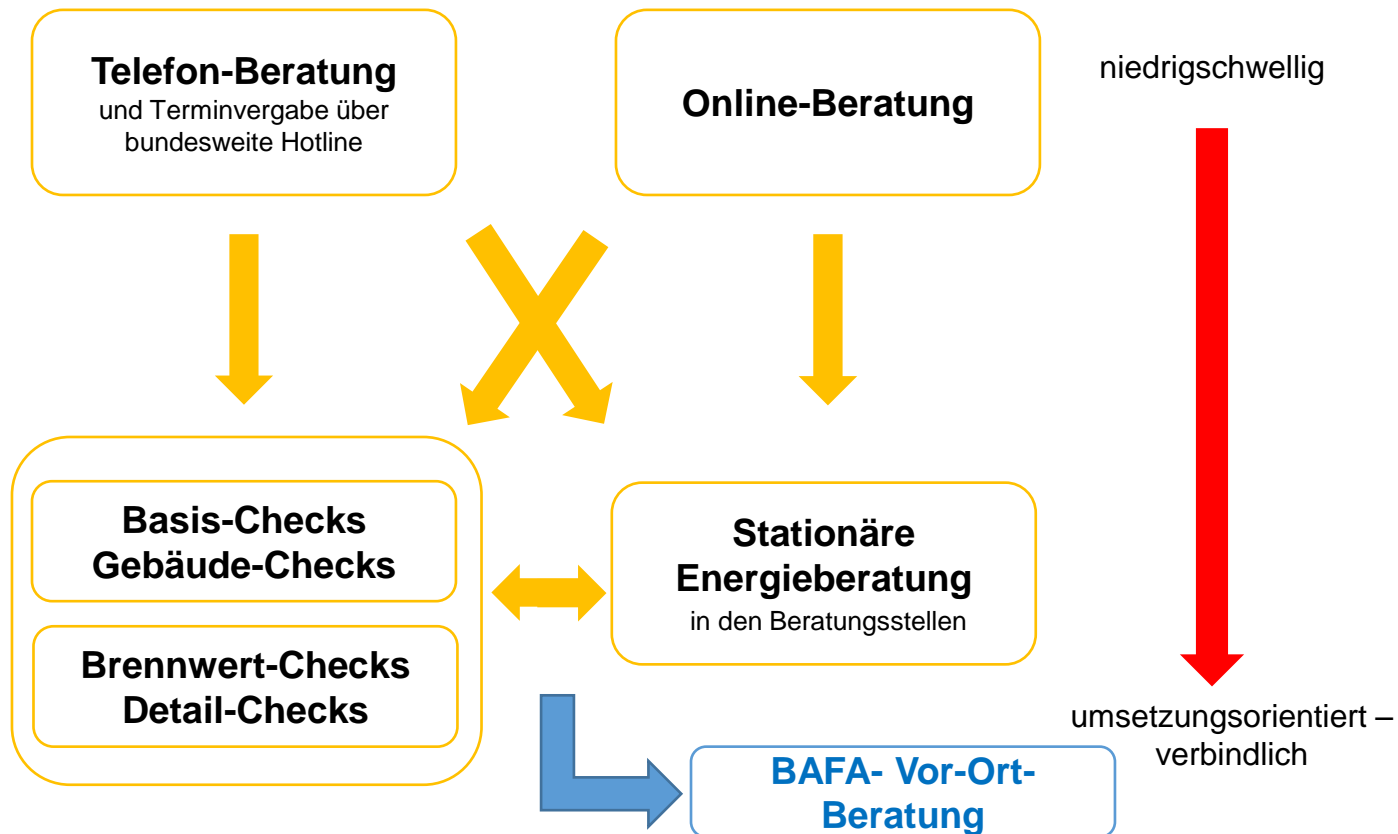 Telefon-Beratung
und Terminvergabe über
bundesweite Hotline
Online-Beratung
niedrigschwellig
Basis-Checks
Gebäude-Checks
Brennwert-Checks
Detail-Checks
Stationäre
Energieberatung
in den Beratungsstellen
umsetzungsorientiert –
verbindlich
BAFA- Vor-Ort-
Beratung